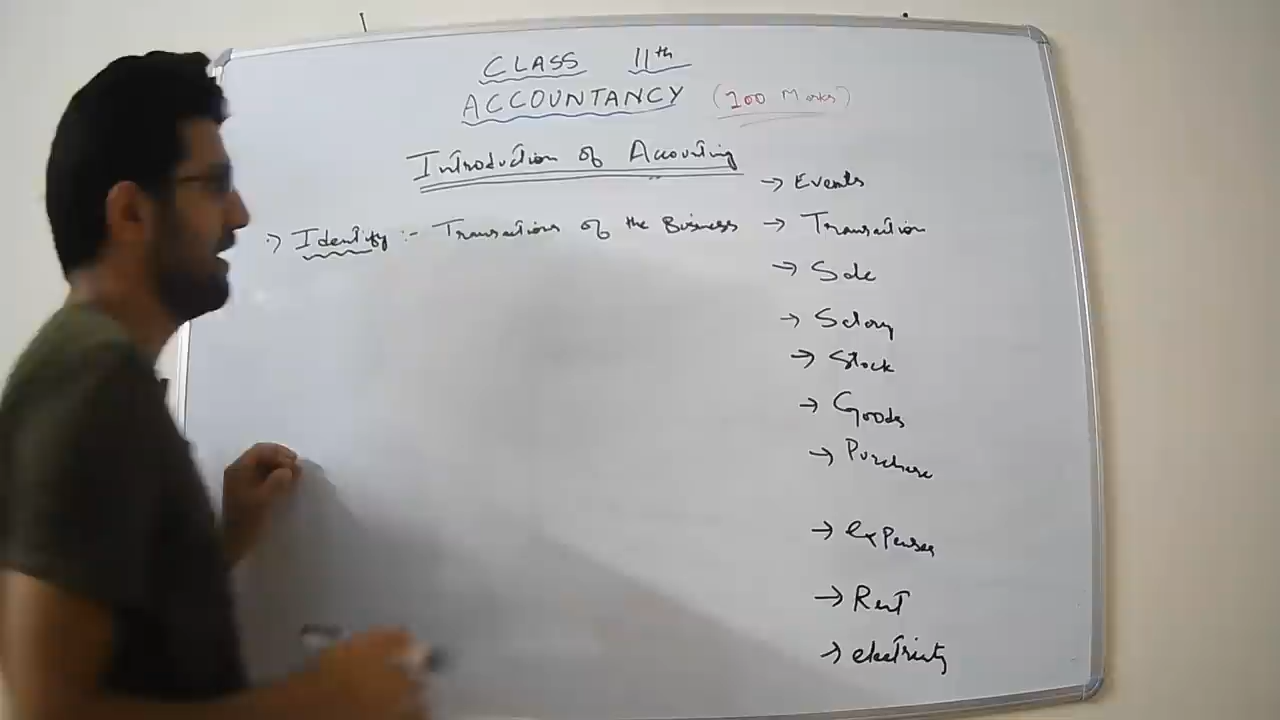 CLASS 11th
ACCOUNTANCY (100 Marks)
Introduction of Accounting
→ Events
:) Identify :- Transactions of the Business → Transaction
→ Sale
→ Salary
→ Stock
→ Goods
→ Purchase
→ exPenses
→ Rent
→ electricity